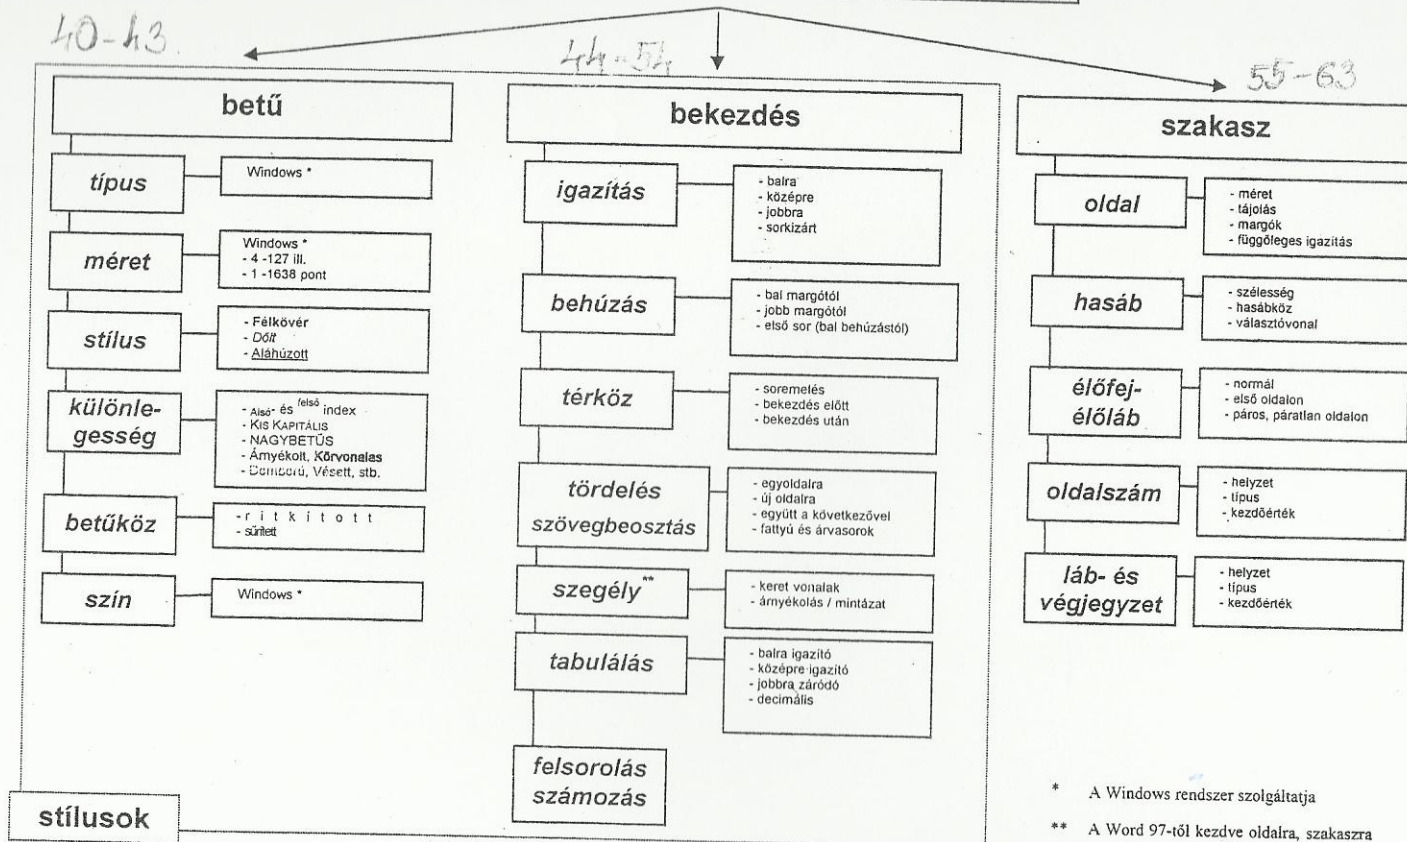 40-43
44-54
55-63
betű
típus
Windows *
méret
Windows *
- 4 -127 ill.
- 1 -1638 pont
stílus
- Félkövér
- Dőlt
- Aláhúzott
különle-
gesség
- Alsó- és felső index
- KIS KAPITÁLIS
- NAGYBETŰS
- Árnyékolt, Körvonalas
- Domború, Vésett, stb.
betűköz
- r i t k í t o t t
- sűrített
szín
Windows *
bekezdés
igazítás
- balra
- középre
- jobbra
- sorkizárt
behúzás
- bal margótól
- jobb margótól
- első sor (bal behúzástól)
térköz
- soremelés
- bekezdés előtt
- bekezdés után
tördelés
szövegbeosztás
- egyoldalra
- új oldalra
- együtt a következővel
- fattyú és árvasorok
szegély**
- keret vonalak
- árnyékolás / mintázat
tabulálás
- balra igazító
- középre igazító
- jobbra záródó
- decimális
felsorolás
számozás
szakasz
oldal
- méret
- tájolás
- margók
- függőleges igazítás
hasáb
- szélesség
- hasábköz
- választóvonal
élőfej-
élőláb
- normál
- első oldalon
- páros, páratlan oldalon
oldalszám
- helyzet
- típus
- kezdőérték
láb- és
végjegyzet
- helyzet
- típus
- kezdőérték
stílusok
* A Windows rendszer szolgáltatja
** A Word 97-től kezdve oldalra, szakaszra